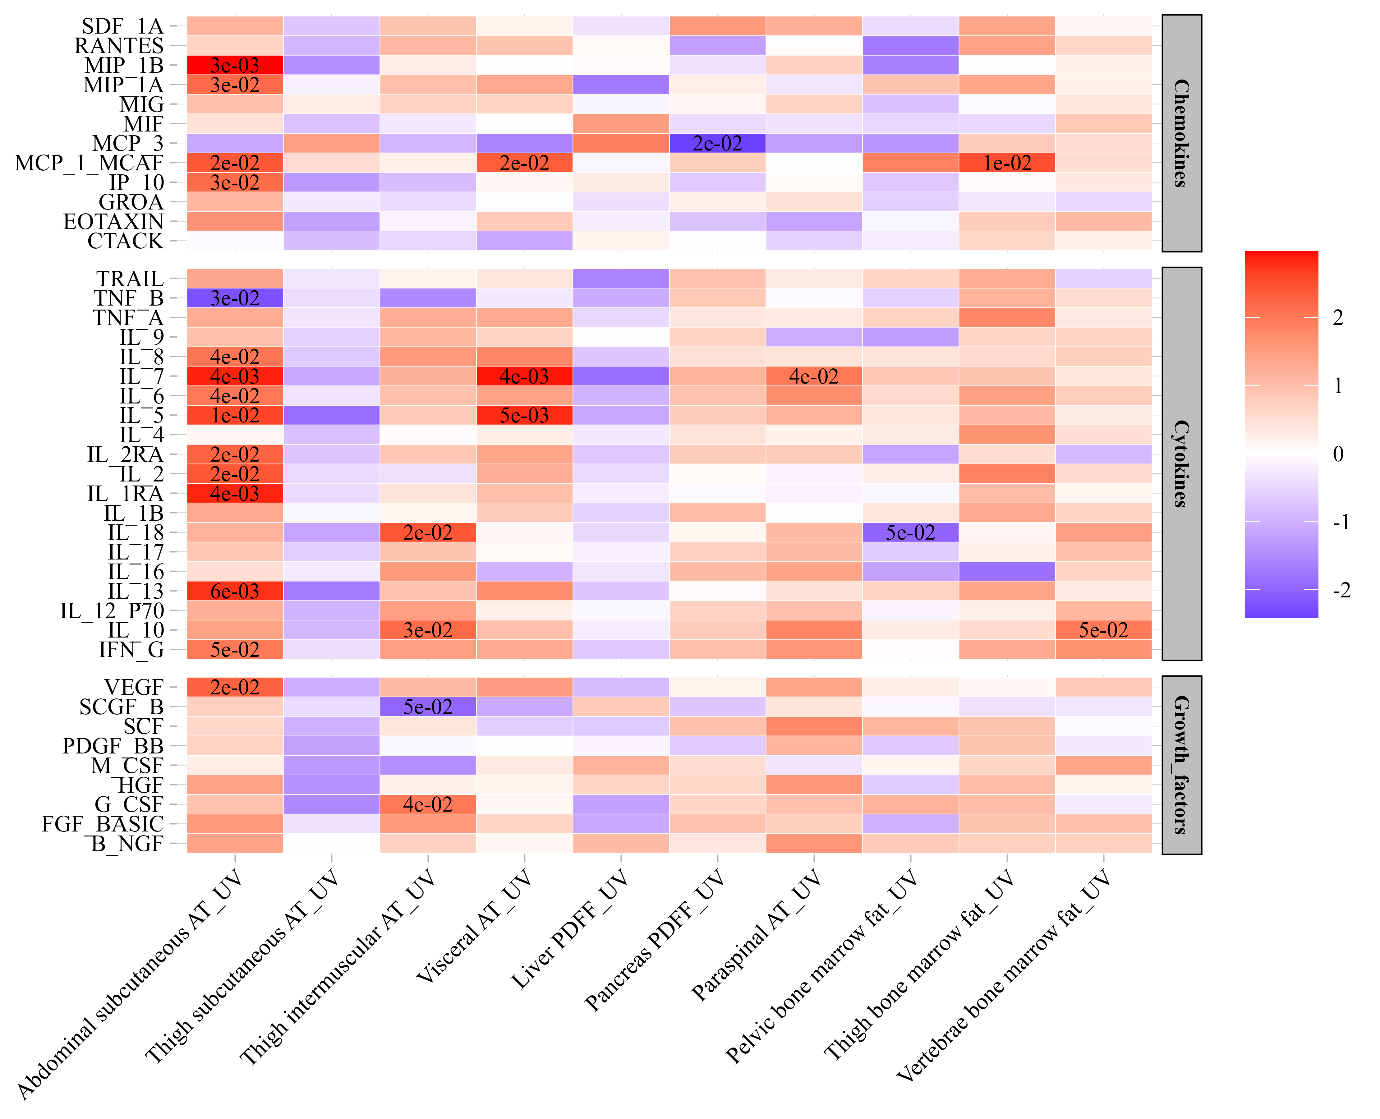 SDF_1A
RANTES
MIP_1B 3e-03
MIP_1A 3e-02
MIG
MIF
MCP_3 2e-02
MCP_1_MCAF 2e-02 2e-02 1e-02
IP_10 3e-02
GROA
EOTAXIN
CTACK
Chemokines
TRAIL
TNF_B 3e-02
TNF_A
IL_9
IL_8 4e-02
IL_7 4e-03 4e-03 4e-02
IL_6 4e-02
IL_5 1e-02 5e-03
IL_4
IL_2RA 2e-02
IL_2 2e-02
IL_1RA 4e-03
IL_1B
IL_18 2e-02 5e-02
IL_17
IL_16
IL_13 6e-03
IL_12_P70
IL_10 3e-02 5e-02
IFN_G 5e-02
Cytokines
VEGF 2e-02
SCGF_B 5e-02
SCF
PDGF_BB
M_CSF
HGF
G_CSF 4e-02
FGF_BASIC
B_NGF
Growth_factors
Abdominal subcutaneous AT_UV
Thigh subcutaneous AT_UV
Thigh intermuscular AT_UV
Visceral AT_UV
Liver PDFF_UV
Pancreas PDFF_UV
Paraspinal AT_UV
Pelvic bone marrow fat_UV
Thigh bone marrow fat_UV
Vertebrae bone marrow fat_UV
2
1
0
-1
-2